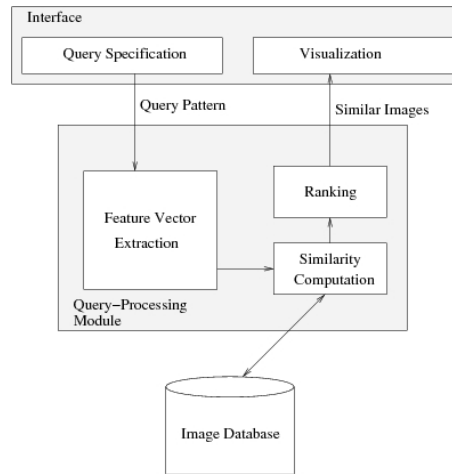 Interface
Query Specification
Visualization
Query Pattern
Similar Images
Feature Vector
Extraction
Ranking
Similarity
Computation
Query−Processing
Module
Image Database